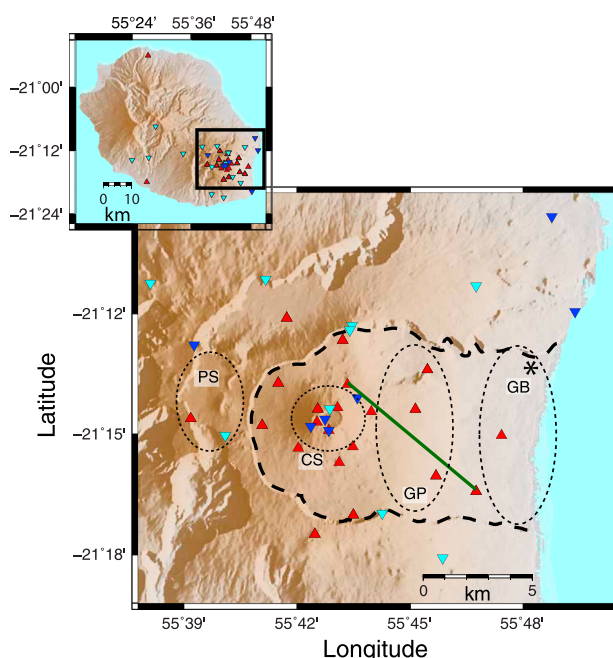 55°24' 55°36' 55°48'
−21°00'
−21°12'
−21°24'
0 10
km
−21°12'
−21°15'
−21°18'
Latitude
PS
CS
GP
GB
*
0 5
km
55°39' 55°42' 55°45' 55°48'
Longitude